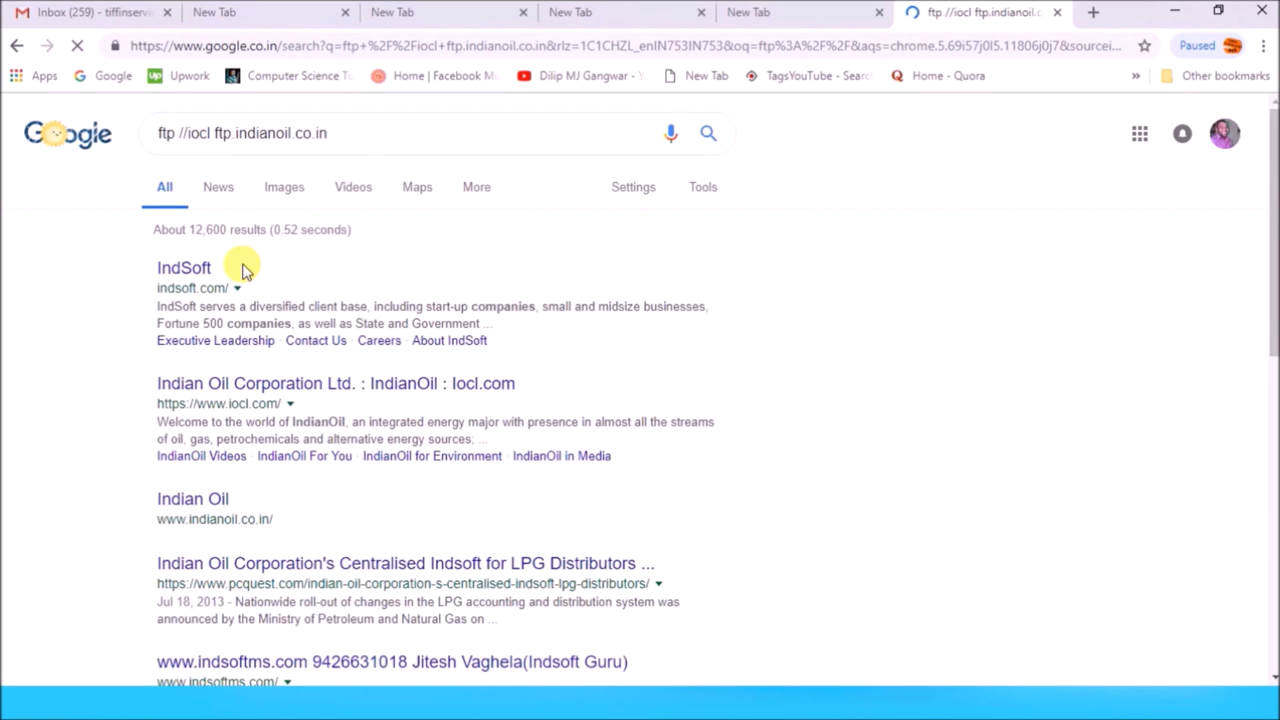 Inbox (259) - tiffinservi
New Tab
New Tab
New Tab
New Tab
ftp //iocl ftp.indianoil.c
https://www.google.co.in/search?q=ftp+%2F%2Fiocl+ftp.indianoil.co.in&rlz=1C1CHZL_enIN753IN753&oq=ftp%3A%2F%2F&aqs=chrome.5.69i57j0l5.11806j0j7&sourcei...
Paused
Apps
Google
Upwork
Computer Science Tu
Home | Facebook M
Dilip MJ Gangwar - Y
New Tab
TagsYouTube - Searc
Home - Quora
»
Other bookmarks
Google
ftp //iocl ftp.indianoil.co.in
All
News
Images
Videos
Maps
More
Settings
Tools
About 12,600 results (0.52 seconds)
IndSoft
indsoft.com/
IndSoft serves a diversified client base, including start-up companies, small and midsize businesses,
Fortune 500 companies, as well as State and Government ...
Executive Leadership · Contact Us · Careers · About IndSoft
Indian Oil Corporation Ltd. : IndianOil : Iocl.com
https://www.iocl.com/
Welcome to the world of IndianOil, an integrated energy major with presence in almost all the streams
of oil, gas, petrochemicals and alternative energy sources; ...
IndianOil Videos · IndianOil For You · IndianOil for Environment · IndianOil in Media
Indian Oil
www.indianoil.co.in/
Indian Oil Corporation's Centralised Indsoft for LPG Distributors ...
https://www.pcquest.com/indian-oil-corporation-s-centralised-indsoft-lpg-distributors/
Jul 18, 2013 - Nationwide roll-out of changes in the LPG accounting and distribution system was
announced by the Ministry of Petroleum and Natural Gas on ...
www.indsoftms.com 9426631018 Jitesh Vaghela(Indsoft Guru)
www.indsoftms.com/